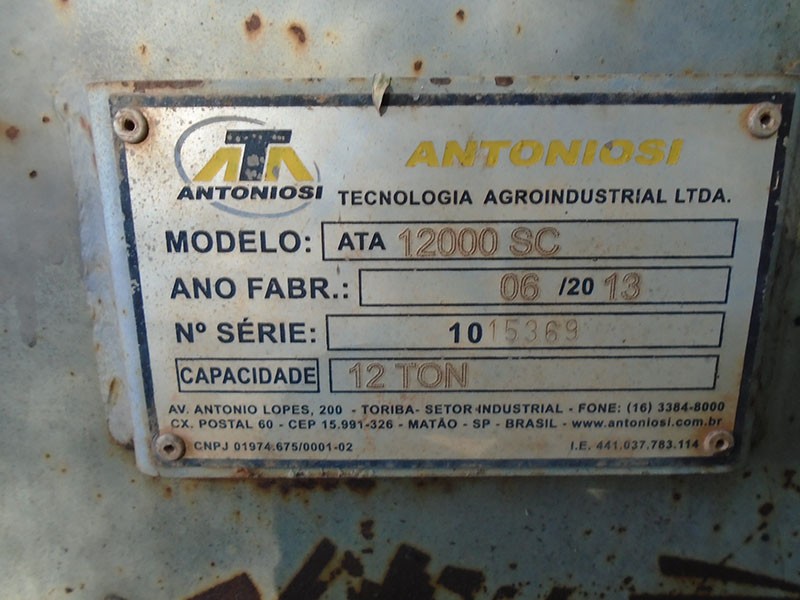 ATA ANTONIOSI
ANTONIOSI
TECNOLOGIA AGROINDUSTRIAL LTDA.
MODELO: ATA 12000 SC
ANO FABR.: 06 /20 13
Nº SÉRIE: 1015369
CAPACIDADE 12 TON
AV. ANTONIO LOPES, 200 - TORIBA- SETOR INDUSTRIAL - FONE: (16) 3384-8000
CX. POSTAL 60 - CEP 15.991-326 - MATÃO - SP - BRASIL - www.antoniosi.com.br
CNPJ 01974.675/0001-02 I.E. 441.037.783.114